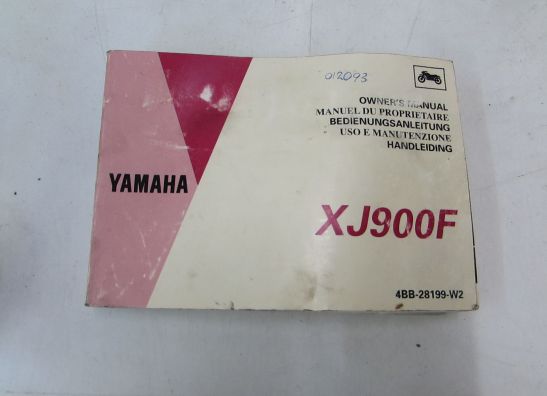 012093
OWNER'S MANUAL
MANUEL DU PROPRIETAIRE
BEDIENUNGSANLEITUNG
USO E MANUTENZIONE
HANDLEIDING
YAMAHA
XJ900F
4BB-28199-W2